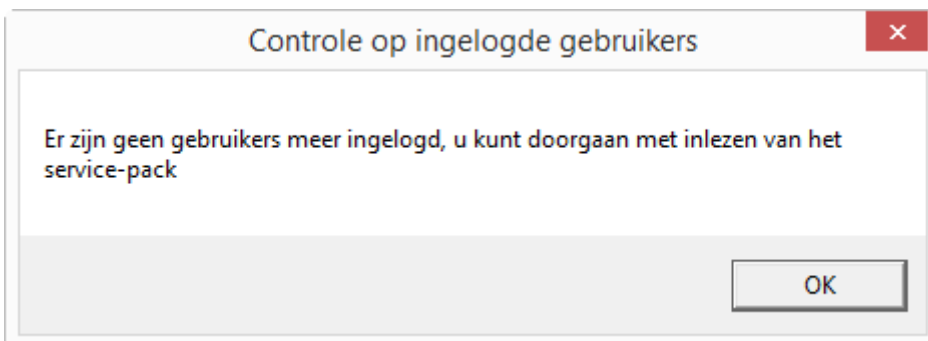 Controle op ingelogde gebruikers
Er zijn geen gebruikers meer ingelogd, u kunt doorgaan met inlezen van het
service-pack
OK